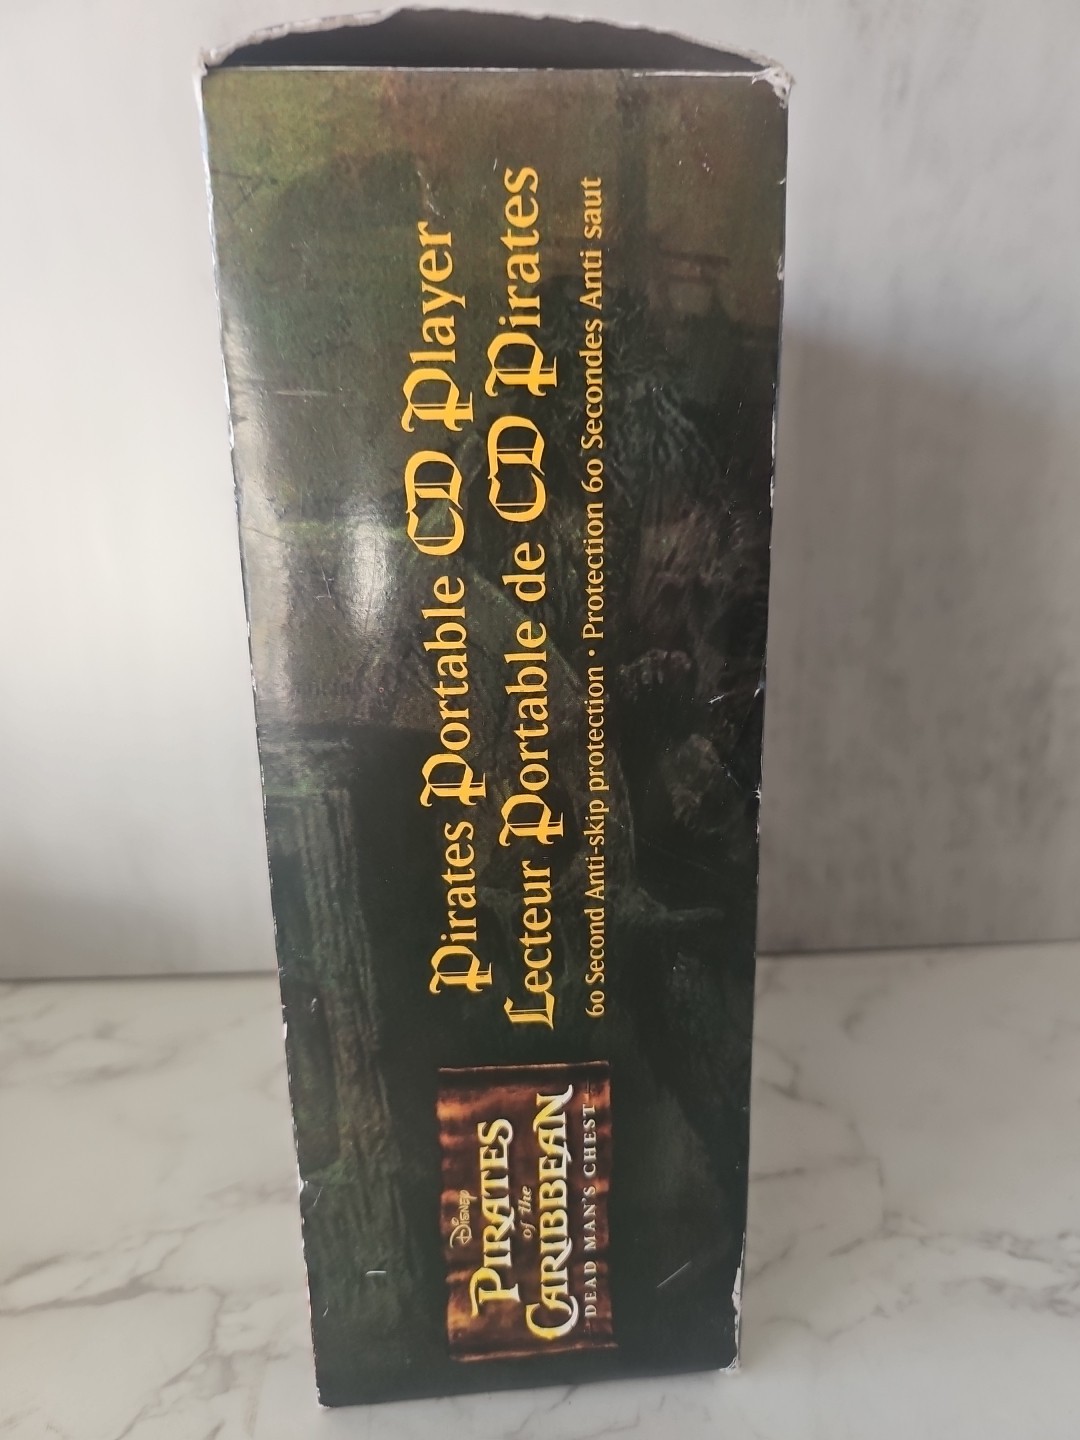 Disney
PIRATES
of the
CARIBBEAN
DEAD MAN'S CHEST
Pirates Portable CD Player
Lecteur Portable de CD Pirates
60 Second Anti-skip protection · Protection 60 Secondes Anti saut